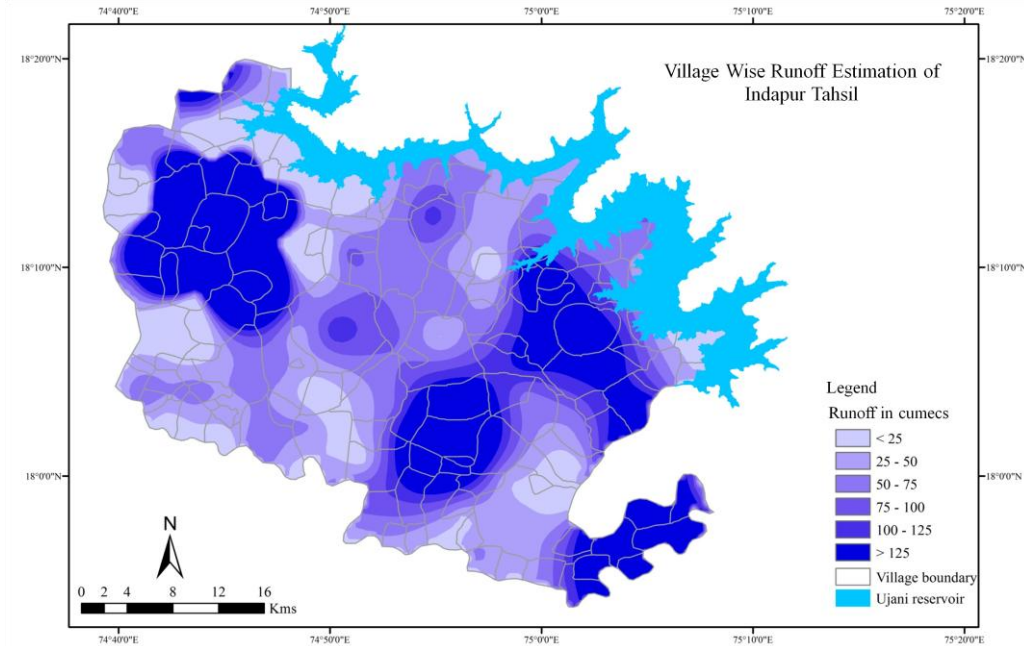 74°40'0"E 74°50'0"E 75°0'0"E 75°10'0"E 75°20'0"E
18°20'0"N 18°20'0"N
Village Wise Runoff Estimation of
Indapur Tahsil
18°10'0"N 18°10'0"N
Legend
Runoff in cumecs
< 25
25 - 50
18°0'0"N 18°0'0"N
50 - 75
75 - 100
100 - 125
> 125
Village boundary
Ujani reservoir
N
0 2 4 8 12 16
Kms
74°40'0"E 74°50'0"E 75°0'0"E 75°10'0"E 75°20'0"E